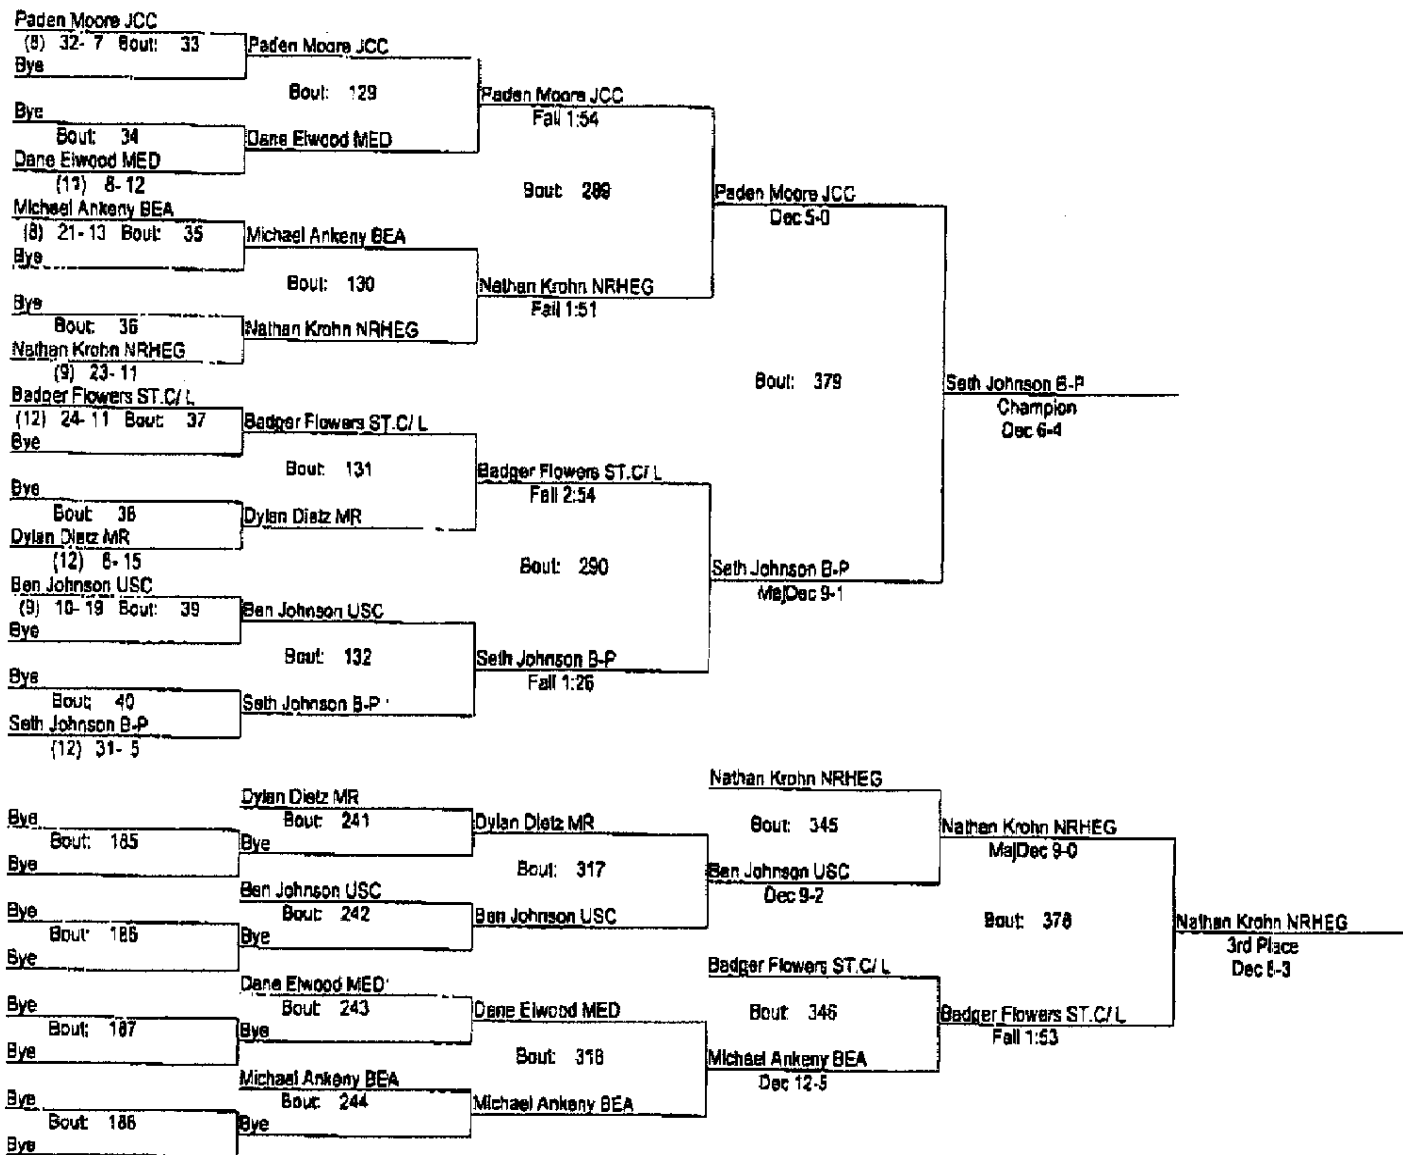 Paden Moore JCC
(8) 32- 7 Bout: 33
Bye
Paden Moore JCC
Bout: 129
Bye
Bout: 34
Dane Elwood MED
(11) 8- 12
Dane Elwood MED
Paden Moore JCC
Fall 1:54
Bout: 289
Michael Ankeny BEA
(8) 21- 13 Bout: 35
Bye
Michael Ankeny BEA
Bout: 130
Bye
Bout: 36
Nathan Krohn NRHEG
(9) 23- 11
Nathan Krohn NRHEG
Nathan Krohn NRHEG
Fall 1:51
Paden Moore JCC
Dec 5-0
Bout: 379
Badger Flowers ST.C/ L
(12) 24- 11 Bout: 37
Bye
Badger Flowers ST.C/ L
Bout: 131
Bye
Bout: 38
Dylan Dietz MR
(12) 6- 15
Dylan Dietz MR
Badger Flowers ST.C/ L
Fall 2:54
Bout: 290
Ben Johnson USC
(9) 10- 19 Bout: 39
Bye
Ben Johnson USC
Bout: 132
Bye
Bout: 40
Seth Johnson B-P
(12) 31- 5
Seth Johnson B-P
Seth Johnson B-P
Fall 1:26
Seth Johnson B-P
MajDec 9-1
Seth Johnson B-P
Champion
Dec 6-4
Bye
Bout: 185
Bye
Dylan Dietz MR
Bout: 241
Bye
Dylan Dietz MR
Bout: 317
Bye
Bout: 186
Bye
Ben Johnson USC
Bout: 242
Bye
Ben Johnson USC
Nathan Krohn NRHEG
Bout: 345
Ben Johnson USC
Dec 9-2
Nathan Krohn NRHEG
MajDec 9-0
Bout: 378
Bye
Bout: 187
Bye
Dane Elwood MED
Bout: 243
Bye
Dane Elwood MED
Bout: 318
Bye
Bout: 188
Bye
Michael Ankeny BEA
Bout: 244
Bye
Michael Ankeny BEA
Badger Flowers ST.C/ L
Bout: 346
Michael Ankeny BEA
Dec 12-5
Badger Flowers ST.C/ L
Fall 1:53
Nathan Krohn NRHEG
3rd Place
Dec